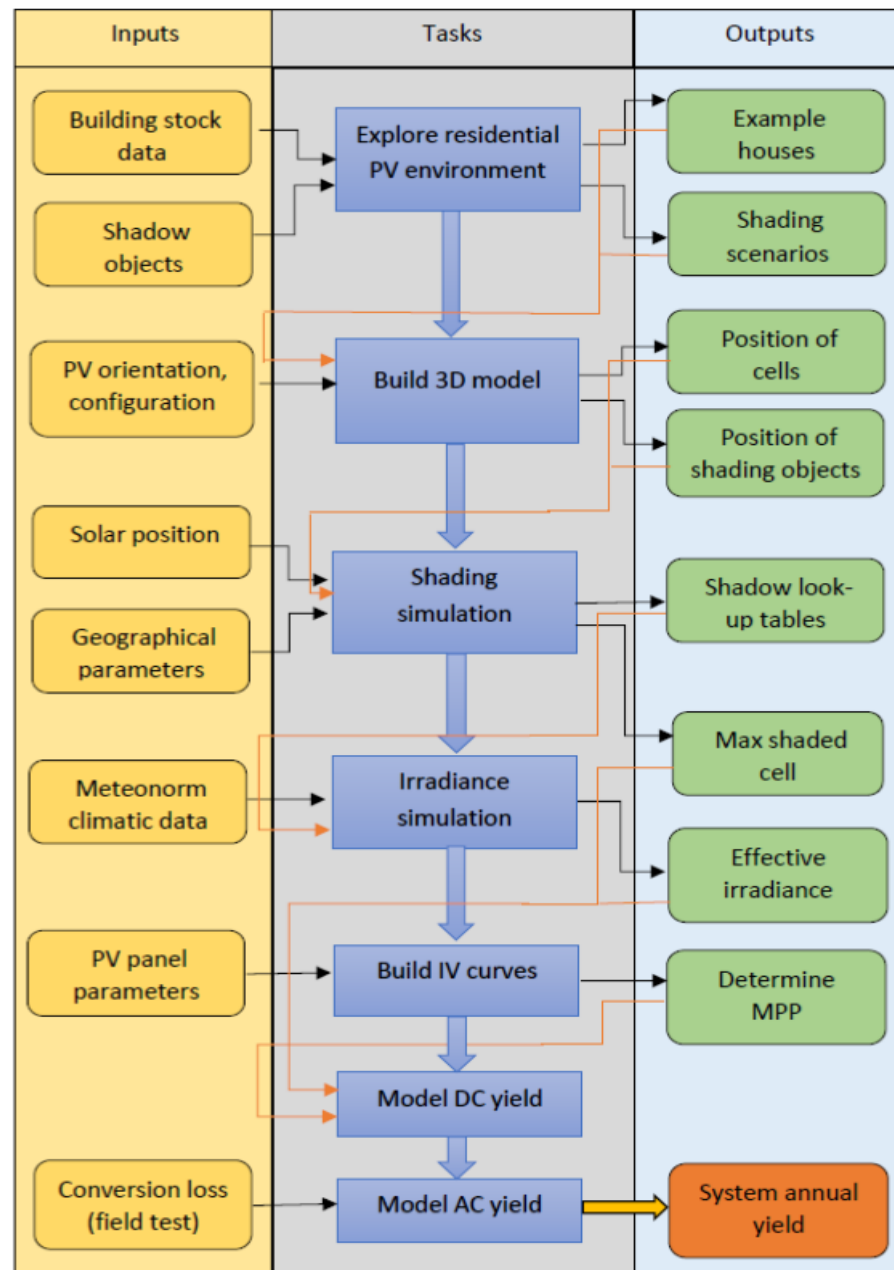 Inputs
Tasks
Outputs
Building stock
data
Explore residential
PV environment
Example
houses
Shadow
objects
Shading
scenarios
PV orientation,
configuration
Build 3D model
Position of
cells
Position of
shading objects
Solar position
Shading
simulation
Shadow look-
up tables
Geographical
parameters
Max shaded
cell
Meteonorm
climatic data
Irradiance
simulation
Effective
irradiance
PV panel
parameters
Build IV curves
Determine
MPP
Model DC yield
Conversion loss
(field test)
Model AC yield
System annual
yield